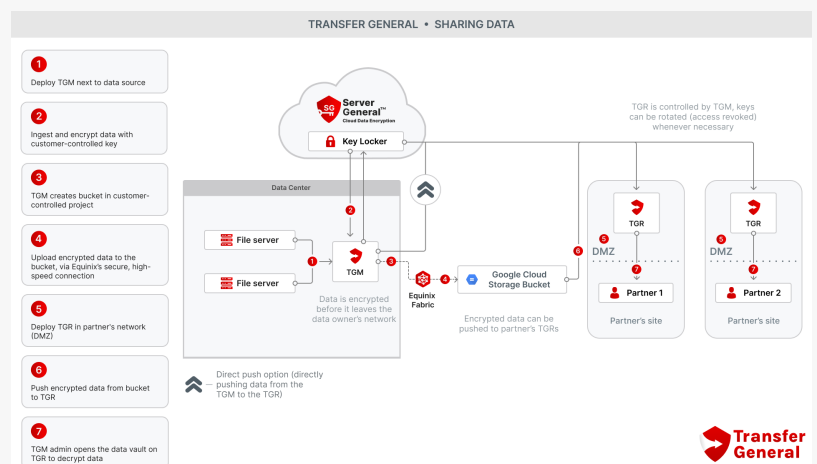 TRANSFER GENERAL • SHARING DATA
1
Deploy TGM next to data source
2
Ingest and encrypt data with
customer-controlled key
3
TGM creates bucket in customer-
controlled project
4
Upload encrypted data to the
bucket, via Equinix's secure, high-
speed connection
5
Deploy TGR in partner's network
(DMZ)
6
Push encrypted data from bucket
to TGR
7
TGM admin opens the data vault on
TGR to decrypt data
SG
Server
General™
Cloud Data Encryption
Key Locker
TGR is controlled by TGM, keys
can be rotated (access revoked)
whenever necessary
Data Center
2
File server
File server
1
TGM
3
Data is encrypted
before it leaves the
data owner's network
Equinix
Fabric
4
Google Cloud
Storage Bucket
Encrypted data can be
pushed to partner's TGRs
6
TGR
5
DMZ
7
Partner 1
Partner's site
TGR
5
DMZ
7
Partner 2
Partner's site
Direct push option (directly
pushing data from the
TGM to the TGR)
Transfer
General